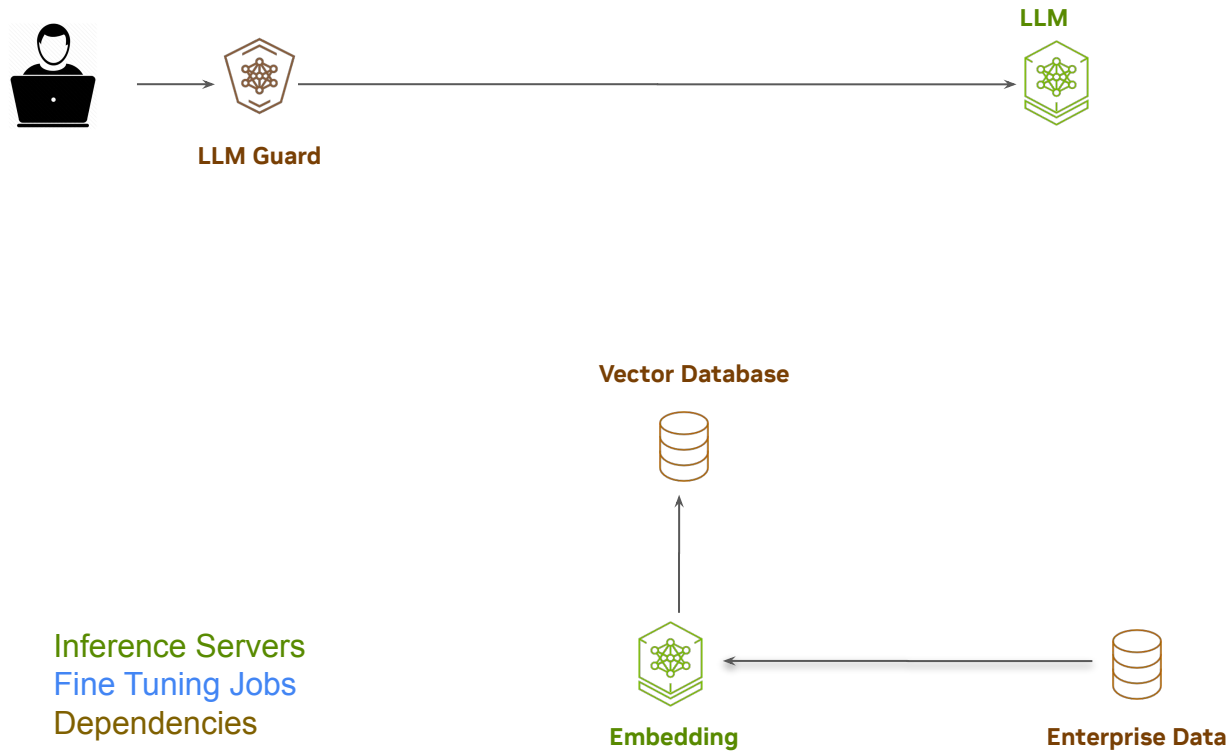 LLM
LLM Guard
Vector Database
Inference Servers
Fine Tuning Jobs
Dependencies
Embedding
Enterprise Data